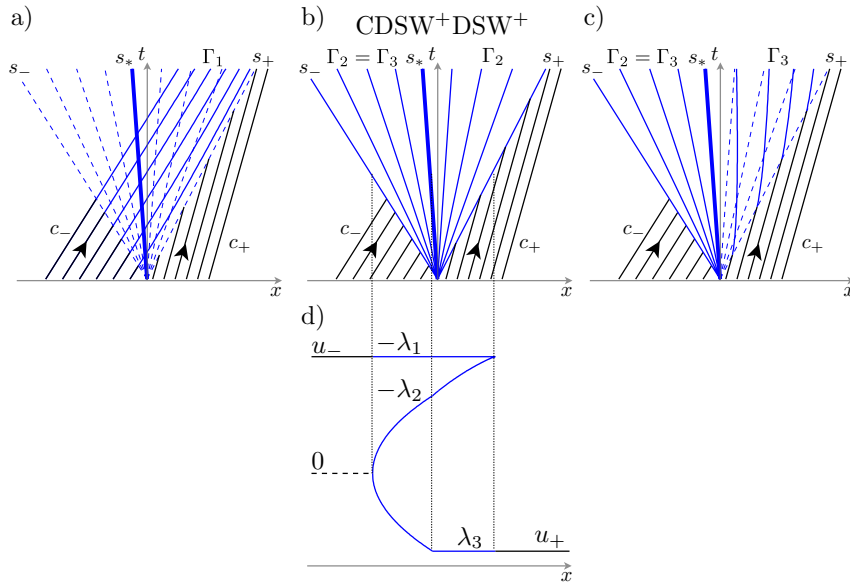 a)
b)
CDSW⁺DSW⁺
c)
s₋
s* t
Γ₁
s₊
s₋
Γ₂ = Γ₃
s* t
Γ₂
s₊
s₋
Γ₂ = Γ₃
s* t
Γ₃
s₊
c₋
c₊
x
c₋
c₊
x
c₋
c₊
x
d)
u₋
−λ₁
−λ₂
0
λ₃
u₊
x